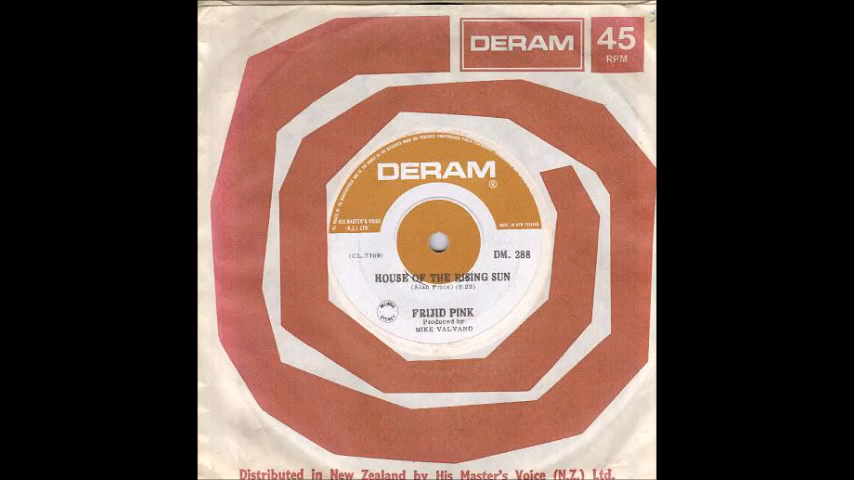 DERAM
45
RPM
DERAM
®
HIS MASTER'S VOICE
(N.Z.) LTD.
MADE IN NEW ZEALAND
(CL.7769)
DM. 288
HOUSE OF THE RISING SUN
(Alan Price) (3:23)
FRIJID PINK
Produced by
MIKE VALVANO
Distributed in New Zealand by His Master's Voice (N.Z.) Ltd.